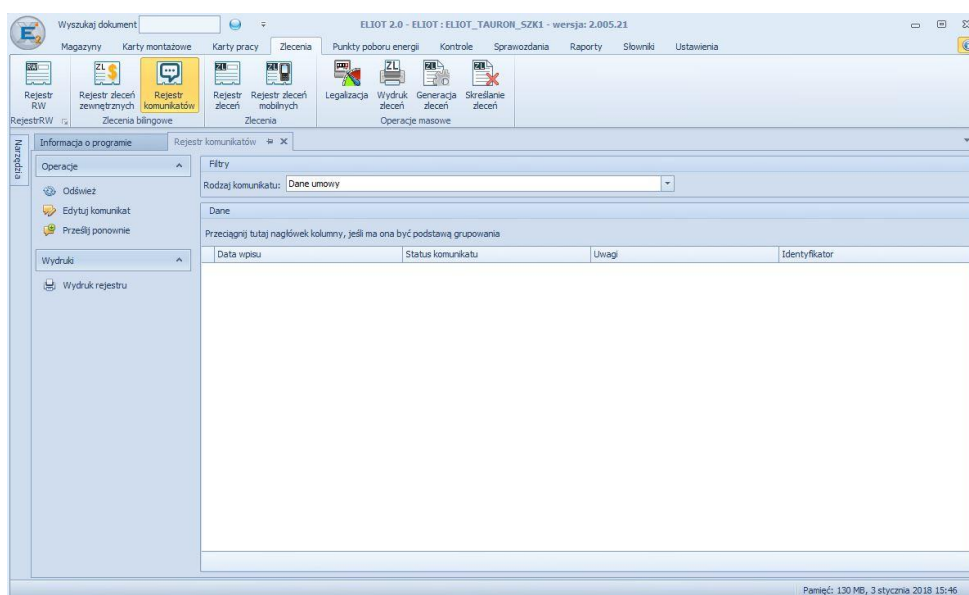 Wyszukaj dokument
ELIOT 2.0 - ELIOT : ELIOT_TAURON_SZK1 - wersja: 2.005.21
Magazyny Karty montażowe Karty pracy Zlecenia Punkty poboru energii Kontrole Sprawozdania Raporty Słowniki Ustawienia
Rejestr RW
Rejestr zleceń zewnętrznych
Rejestr komunikatów
Rejestr zleceń
Rejestr zleceń mobilnych
Legalizacja
Wydruk zleceń
Generacja zleceń
Skreślanie zleceń
RejestrRW Zlecenia bilingowe Zlecenia Operacje masowe
Narzędzia
Informacja o programie Rejestr komunikatów
Operacje
Odśwież
Edytuj komunikat
Prześlij ponownie
Wydruki
Wydruk rejestru
Filtry
Rodzaj komunikatu: Dane umowy
Dane
Przeciągnij tutaj nagłówek kolumny, jeśli ma ona być podstawą grupowania
Data wpisu Status komunikatu Uwagi Identyfikator
Pamięć: 130 MB, 3 stycznia 2018 15:46